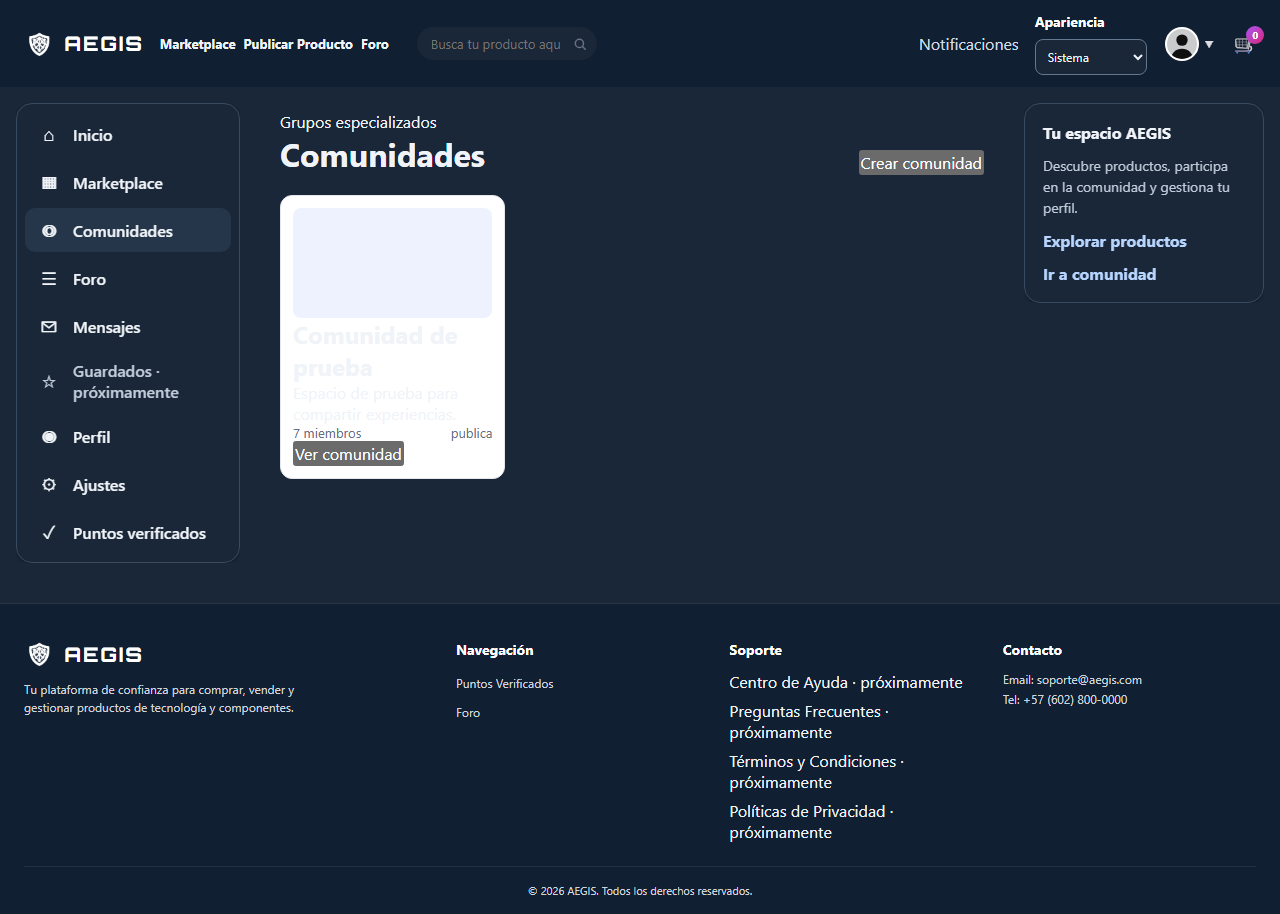 AEGIS
Marketplace Publicar Producto Foro
Busca tu producto aqu
Notificaciones
Apariencia
Sistema
0
Inicio
Marketplace
Comunidades
Foro
Mensajes
Guardados ·
próximamente
Perfil
Ajustes
Puntos verificados
Grupos especializados
Comunidades
Crear comunidad
Comunidad de
prueba
Espacio de prueba para
compartir experiencias.
7 miembros publica
Ver comunidad
Tu espacio AEGIS
Descubre productos, participa
en la comunidad y gestiona tu
perfil.
Explorar productos
Ir a comunidad
AEGIS
Tu plataforma de confianza para comprar, vender y
gestionar productos de tecnología y componentes.
Navegación
Puntos Verificados
Foro
Soporte
Centro de Ayuda · próximamente
Preguntas Frecuentes ·
próximamente
Términos y Condiciones ·
próximamente
Políticas de Privacidad ·
próximamente
Contacto
Email: soporte@aegis.com
Tel: +57 (602) 800-0000
© 2026 AEGIS. Todos los derechos reservados.